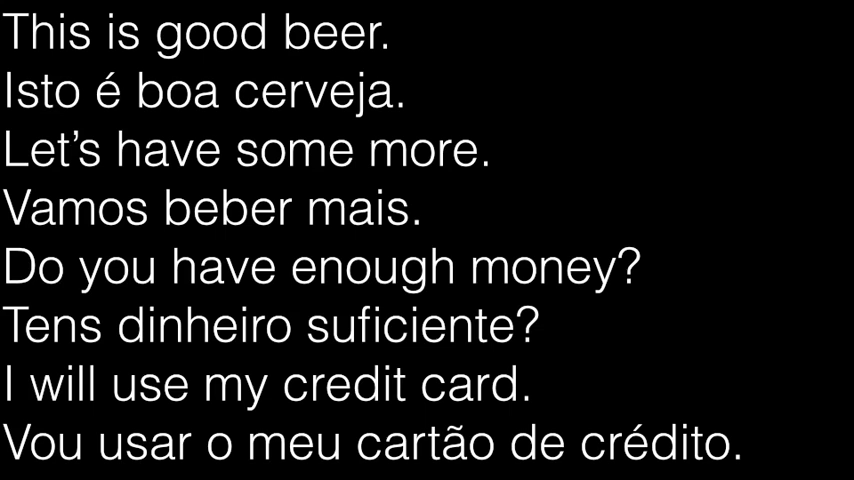 This is good beer.
Isto é boa cerveja.
Let’s have some more.
Vamos beber mais.
Do you have enough money?
Tens dinheiro suficiente?
I will use my credit card.
Vou usar o meu cartão de crédito.